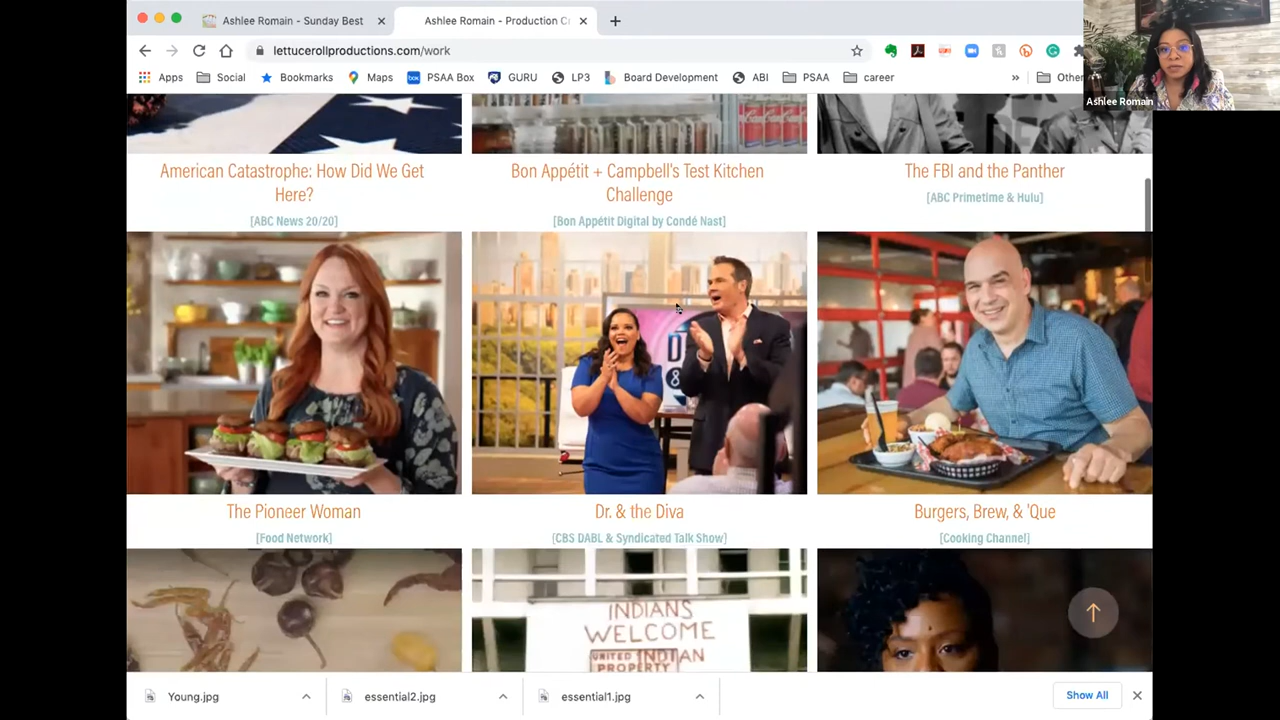 Ashlee Romain - Sunday Best
Ashlee Romain - Production Cr
lettucerollproductions.com/work
Apps
Social
Bookmarks
Maps
PSAA Box
GURU
LP3
Board Development
ABI
PSAA
career
»
Other
Ashlee Romain
American Catastrophe: How Did We Get
Here?
[ABC News 20/20]
Bon Appétit + Campbell's Test Kitchen
Challenge
[Bon Appétit Digital by Condé Nast]
The FBI and the Panther
[ABC Primetime & Hulu]
D
&
The Pioneer Woman
[Food Network]
Dr. & the Diva
{CBS DABL & Syndicated Talk Show}
Burgers, Brew, & 'Que
[Cooking Channel]
INDIANS
WELCOME
UNITED INDIAN
PROPERTY
Young.jpg
essential2.jpg
essential1.jpg
Show All